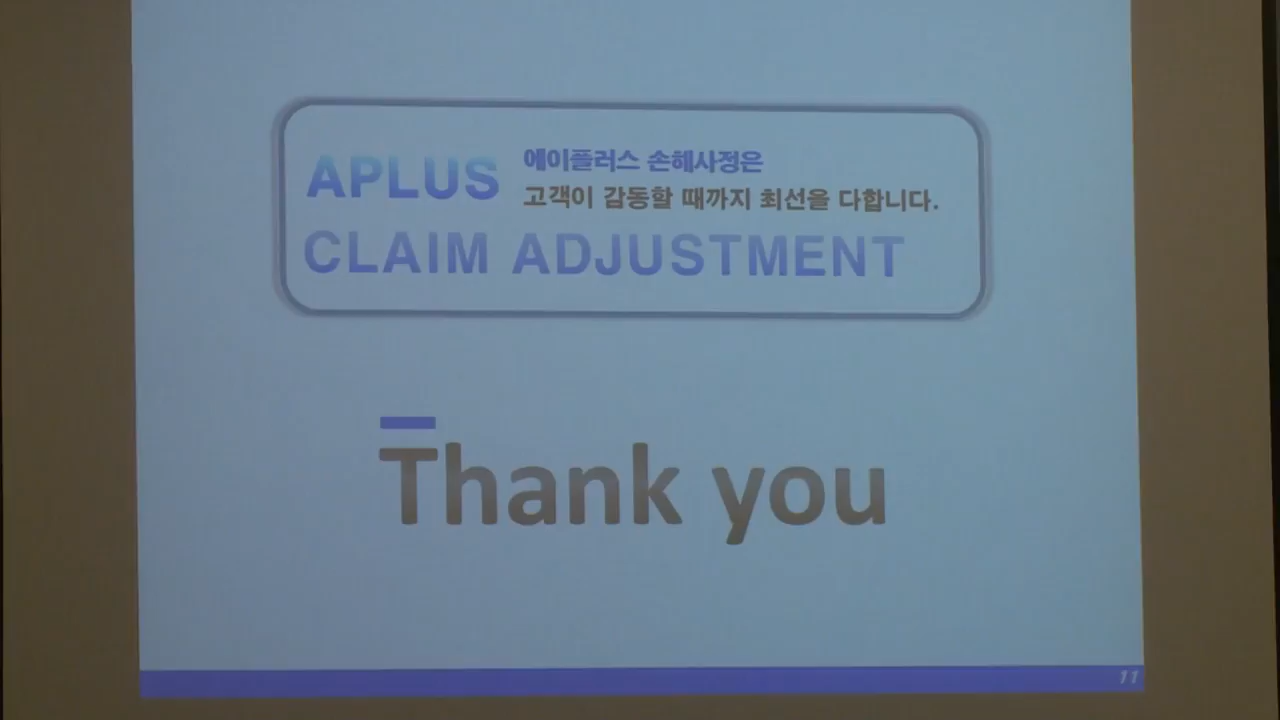 APLUS
에이플러스 손해사정은
고객이 감동할 때까지 최선을 다합니다.
CLAIM ADJUSTMENT
Thank you
11